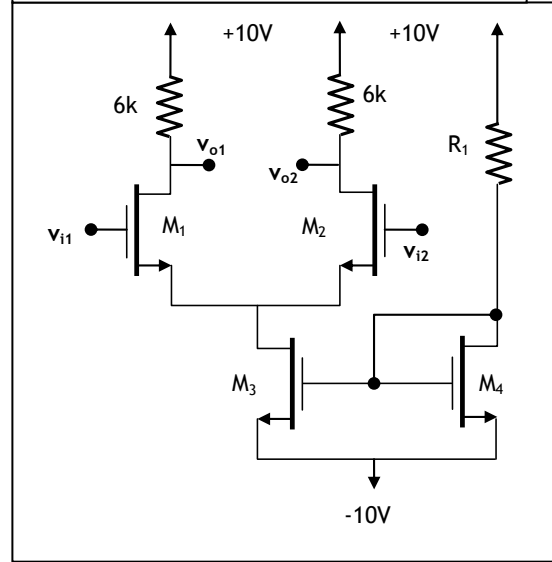 +10V +10V
6k 6k R₁
vₒ₁ vₒ₂
vᵢ₁ M₁ M₂ vᵢ₂
M₃ M₄
-10V